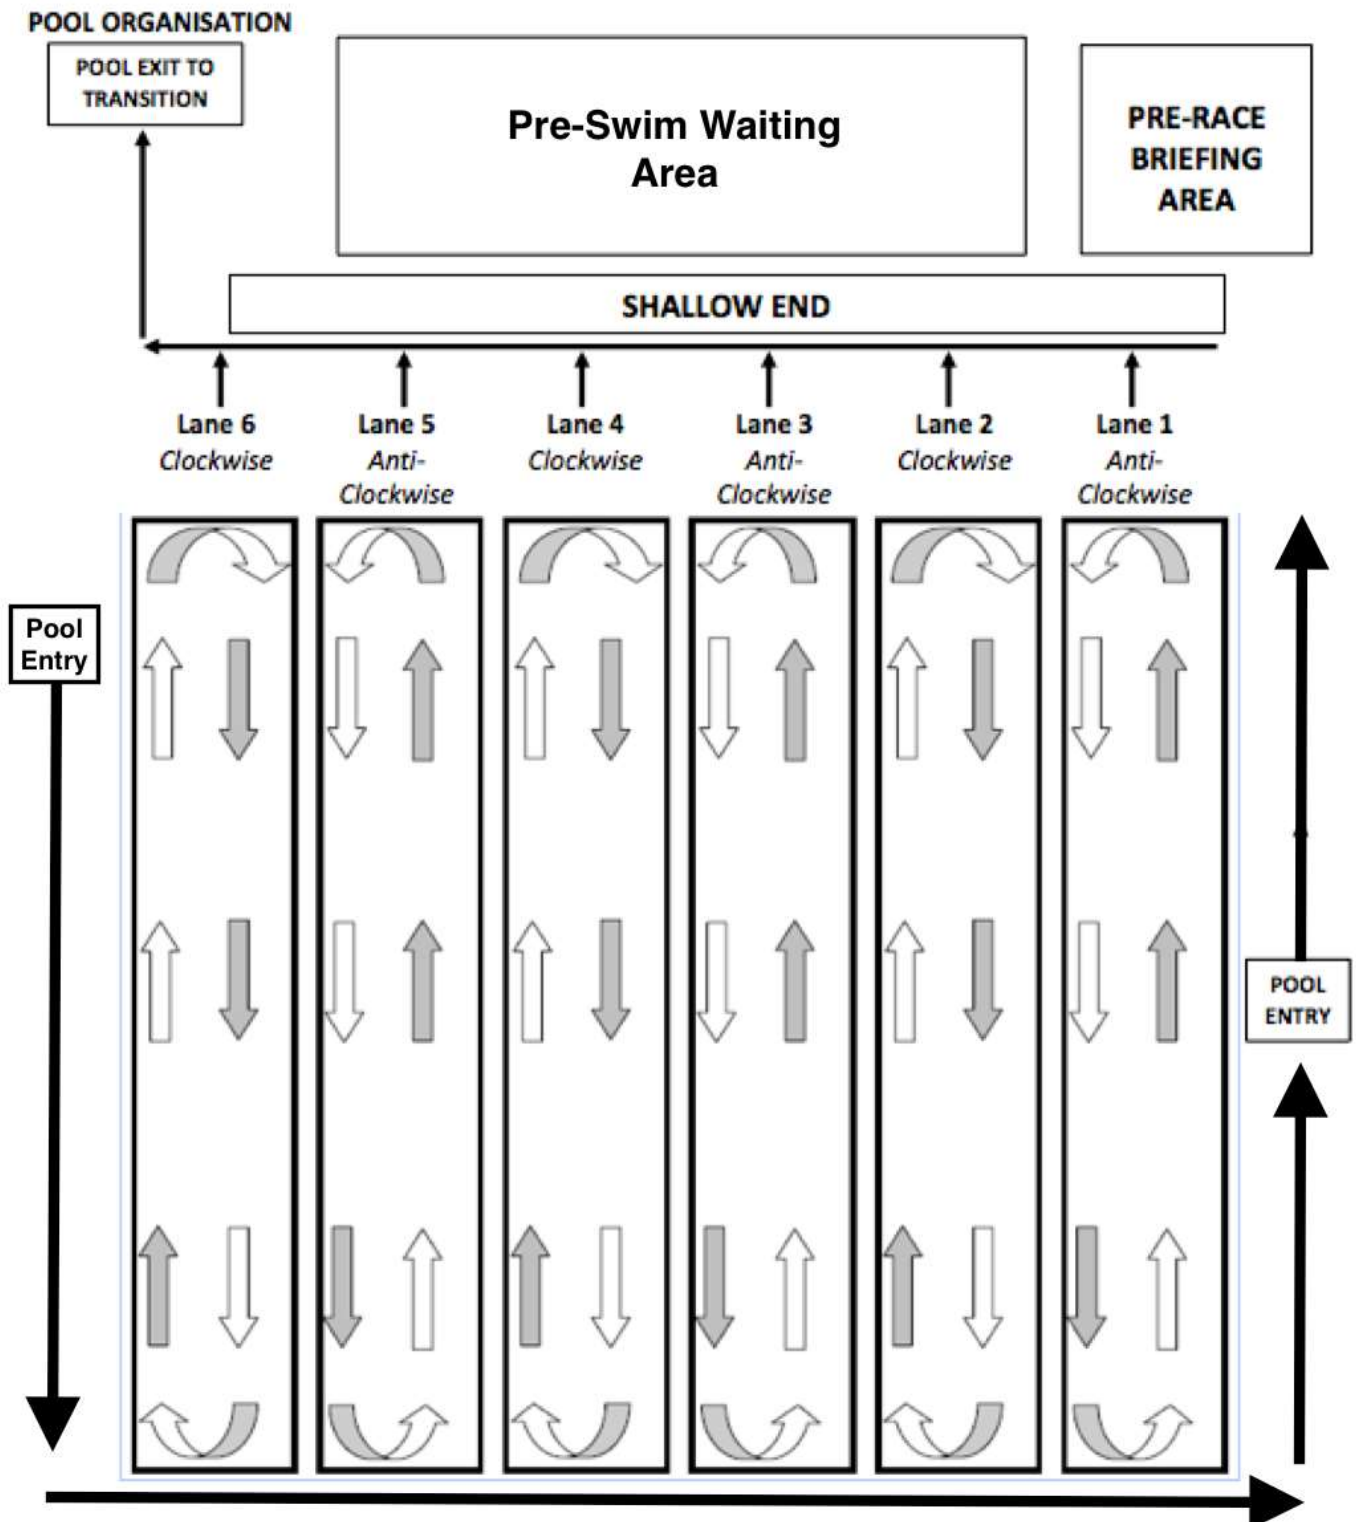 POOL ORGANISATION
POOL EXIT TO
TRANSITION
Pre-Swim Waiting
Area
PRE-RACE
BRIEFING
AREA
SHALLOW END
Lane 6
Clockwise
Lane 5
Anti-
Clockwise
Lane 4
Clockwise
Lane 3
Anti-
Clockwise
Lane 2
Clockwise
Lane 1
Anti-
Clockwise
Pool
Entry
POOL
ENTRY